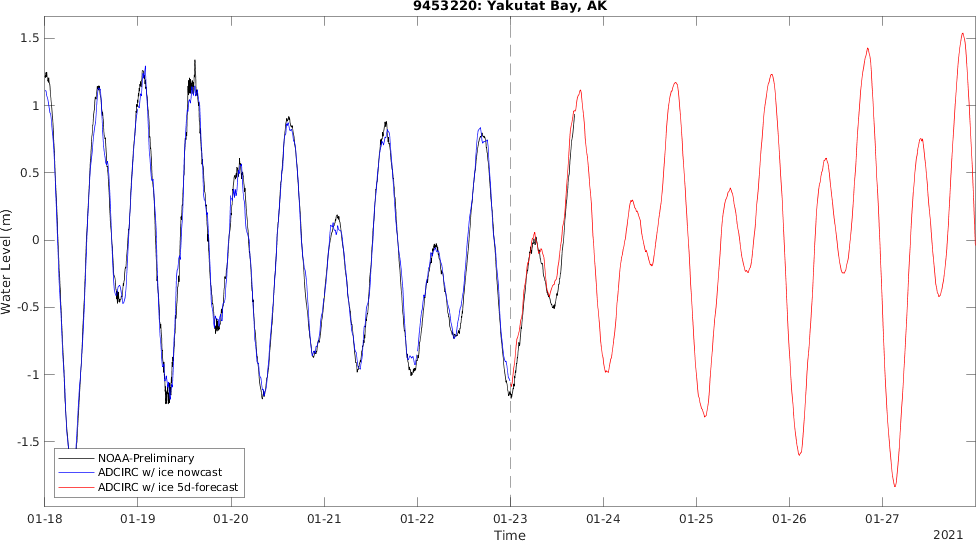 9453220: Yakutat Bay, AK
Water Level (m)
1.5
1
0.5
0
-0.5
-1
-1.5
NOAA-Preliminary
ADCIRC w/ ice nowcast
ADCIRC w/ ice 5d-forecast
01-18 01-19 01-20 01-21 01-22 01-23 01-24 01-25 01-26 01-27
Time
2021